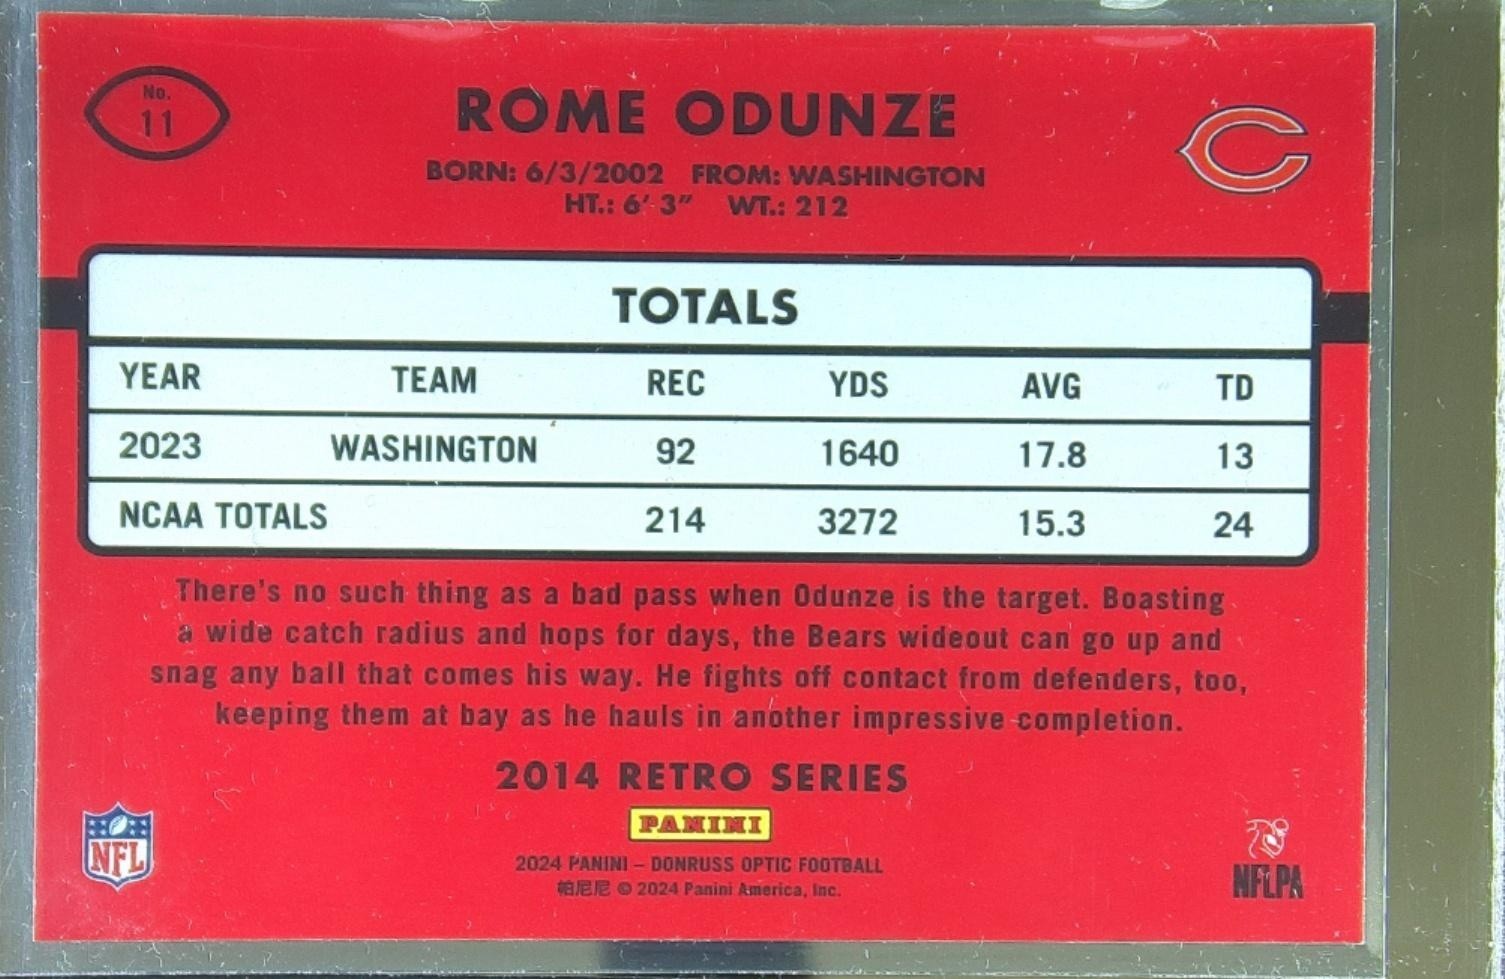 No.
11
ROME ODUNZE
BORN: 6/3/2002 FROM: WASHINGTON
HT.: 6' 3" WT.: 212
TOTALS
YEAR TEAM REC YDS AVG TD
2023 WASHINGTON 92 1640 17.8 13
NCAA TOTALS 214 3272 15.3 24
There's no such thing as a bad pass when Odunze is the target. Boasting
a wide catch radius and hops for days, the Bears wideout can go up and
snag any ball that comes his way. He fights off contact from defenders, too,
keeping them at bay as he hauls in another impressive completion.
2014 RETRO SERIES
PANINI
2024 PANINI – DONRUSS OPTIC FOOTBALL
帕尼尼 © 2024 Panini America, Inc.
NFL
NFLPA